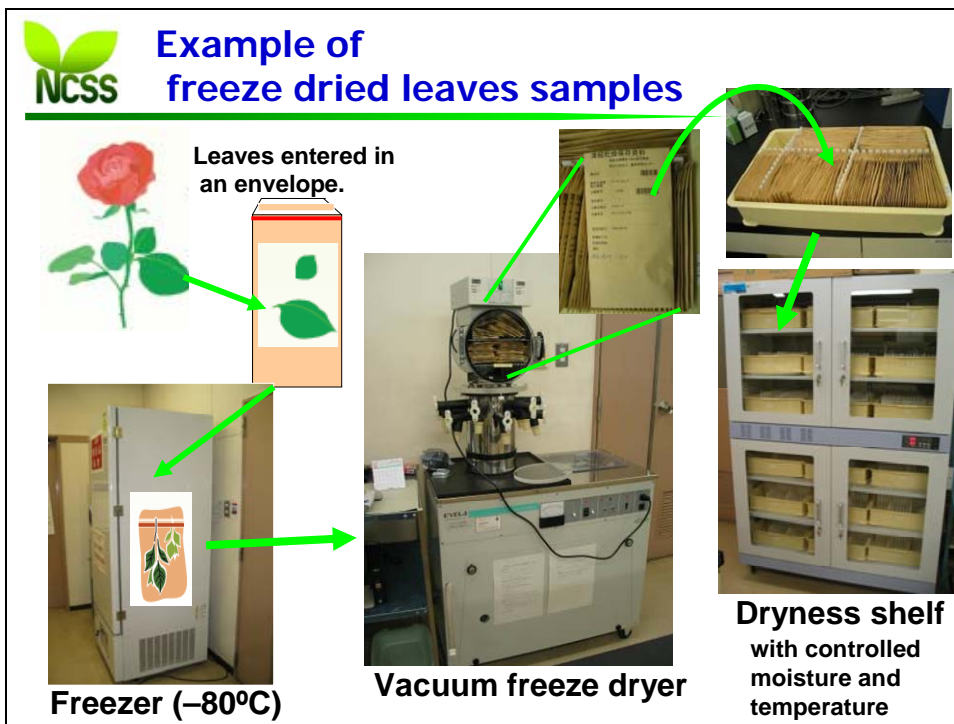 NCSS
Example of
freeze dried leaves samples
Leaves entered in
an envelope.
EYELA
Freezer (–80ºC)
Vacuum freeze dryer
Dryness shelf
with controlled
moisture and
temperature